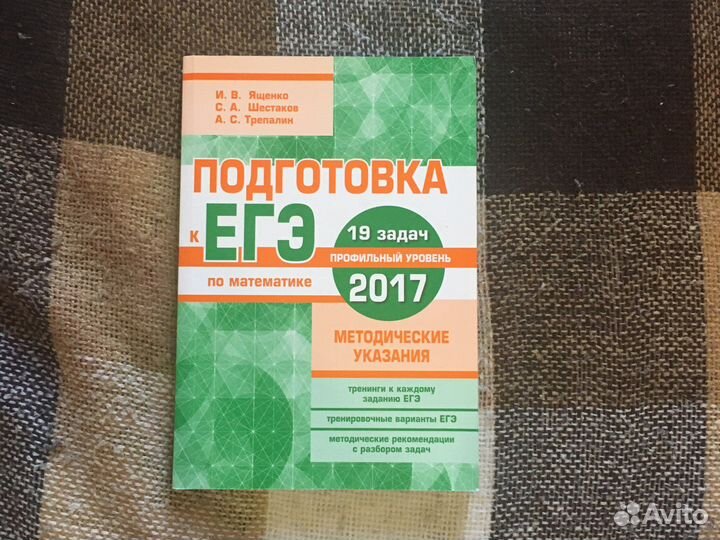 И. В. Ященко
С. А. Шестаков
А. С. Трепалин
ПОДГОТОВКА
к ЕГЭ
по математике
19 задач
ПРОФИЛЬНЫЙ УРОВЕНЬ
2017
МЕТОДИЧЕСКИЕ
УКАЗАНИЯ
тренинги к каждому
заданию ЕГЭ
тренировочные варианты ЕГЭ
методические рекомендации
с разбором задач
Avito